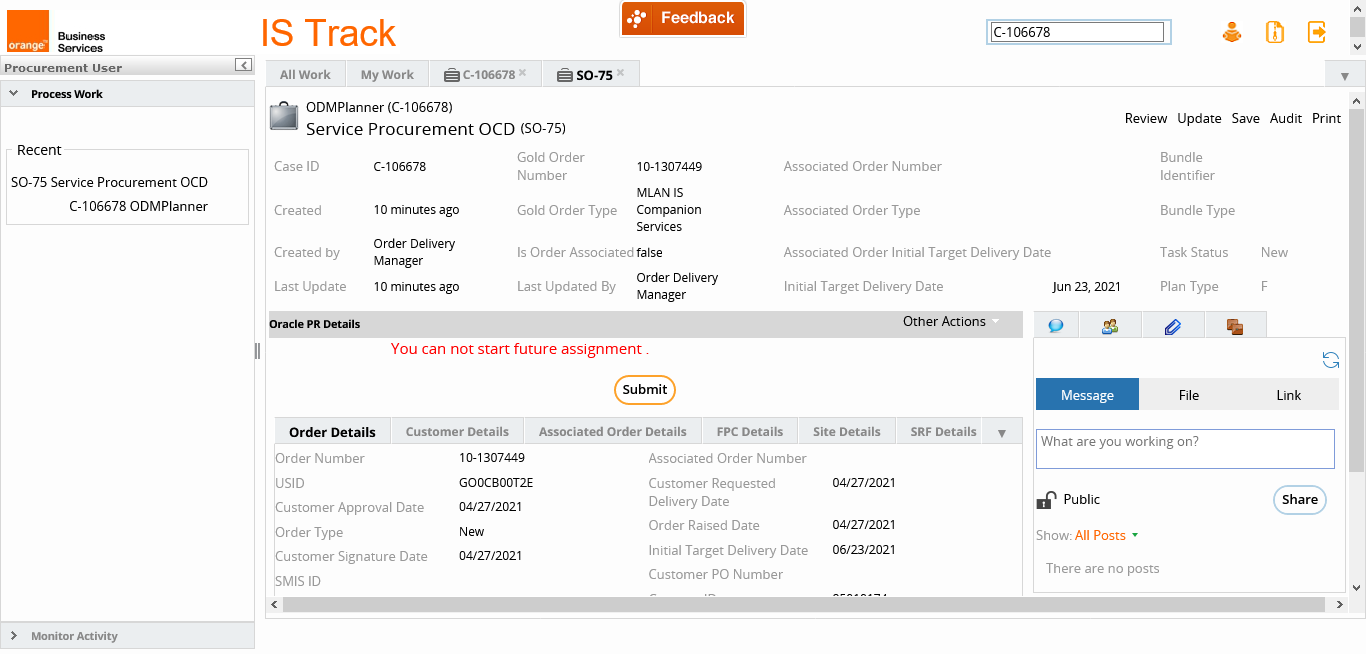 orange™
Business
Services
IS Track
Feedback
C-106678
Procurement User
Process Work
Recent
SO-75 Service Procurement OCD
C-106678 ODMPlanner
Monitor Activity
All Work
My Work
C-106678
SO-75
ODMPlanner (C-106678)
Service Procurement OCD (SO-75)
Review Update Save Audit Print
Case ID
C-106678
Gold Order
Number
10-1307449
Associated Order Number
Bundle
Identifier
Created
10 minutes ago
Gold Order Type
MLAN IS
Companion
Services
Associated Order Type
Bundle Type
Created by
Order Delivery
Manager
Is Order Associated
false
Associated Order Initial Target Delivery Date
Task Status
New
Last Update
10 minutes ago
Last Updated By
Order Delivery
Manager
Initial Target Delivery Date
Jun 23, 2021
Plan Type
F
Oracle PR Details
Other Actions
You can not start future assignment .
Submit
Order Details
Customer Details
Associated Order Details
FPC Details
Site Details
SRF Details
Order Number
10-1307449
USID
GO0CB00T2E
Customer Approval Date
04/27/2021
Order Type
New
Customer Signature Date
04/27/2021
SMIS ID
Associated Order Number
Customer Requested
Delivery Date
04/27/2021
Order Raised Date
04/27/2021
Initial Target Delivery Date
06/23/2021
Customer PO Number
Message
File
Link
What are you working on?
Public
Share
Show: All Posts
There are no posts